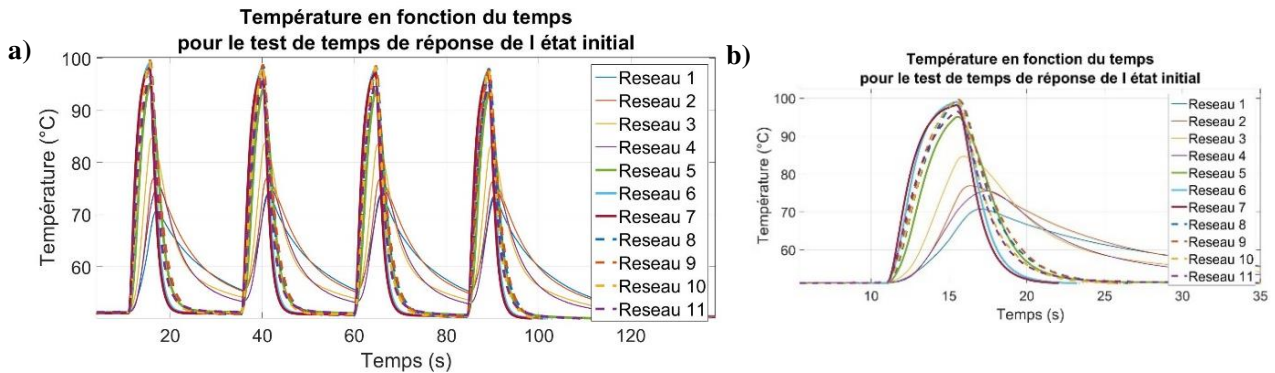 a)
Température en fonction du temps
pour le test de temps de réponse de l état initial
Température (°C)
100
90
80
70
60
20
40
60
80
100
120
Temps (s)
Reseau 1
Reseau 2
Reseau 3
Reseau 4
Reseau 5
Reseau 6
Reseau 7
Reseau 8
Reseau 9
Reseau 10
Reseau 11
b)
Température en fonction du temps
pour le test de temps de réponse de l état initial
Température (°C)
100
90
80
70
60
10
15
20
25
30
35
Temps (s)
Reseau 1
Reseau 2
Reseau 3
Reseau 4
Reseau 5
Reseau 6
Reseau 7
Reseau 8
Reseau 9
Reseau 10
Reseau 11